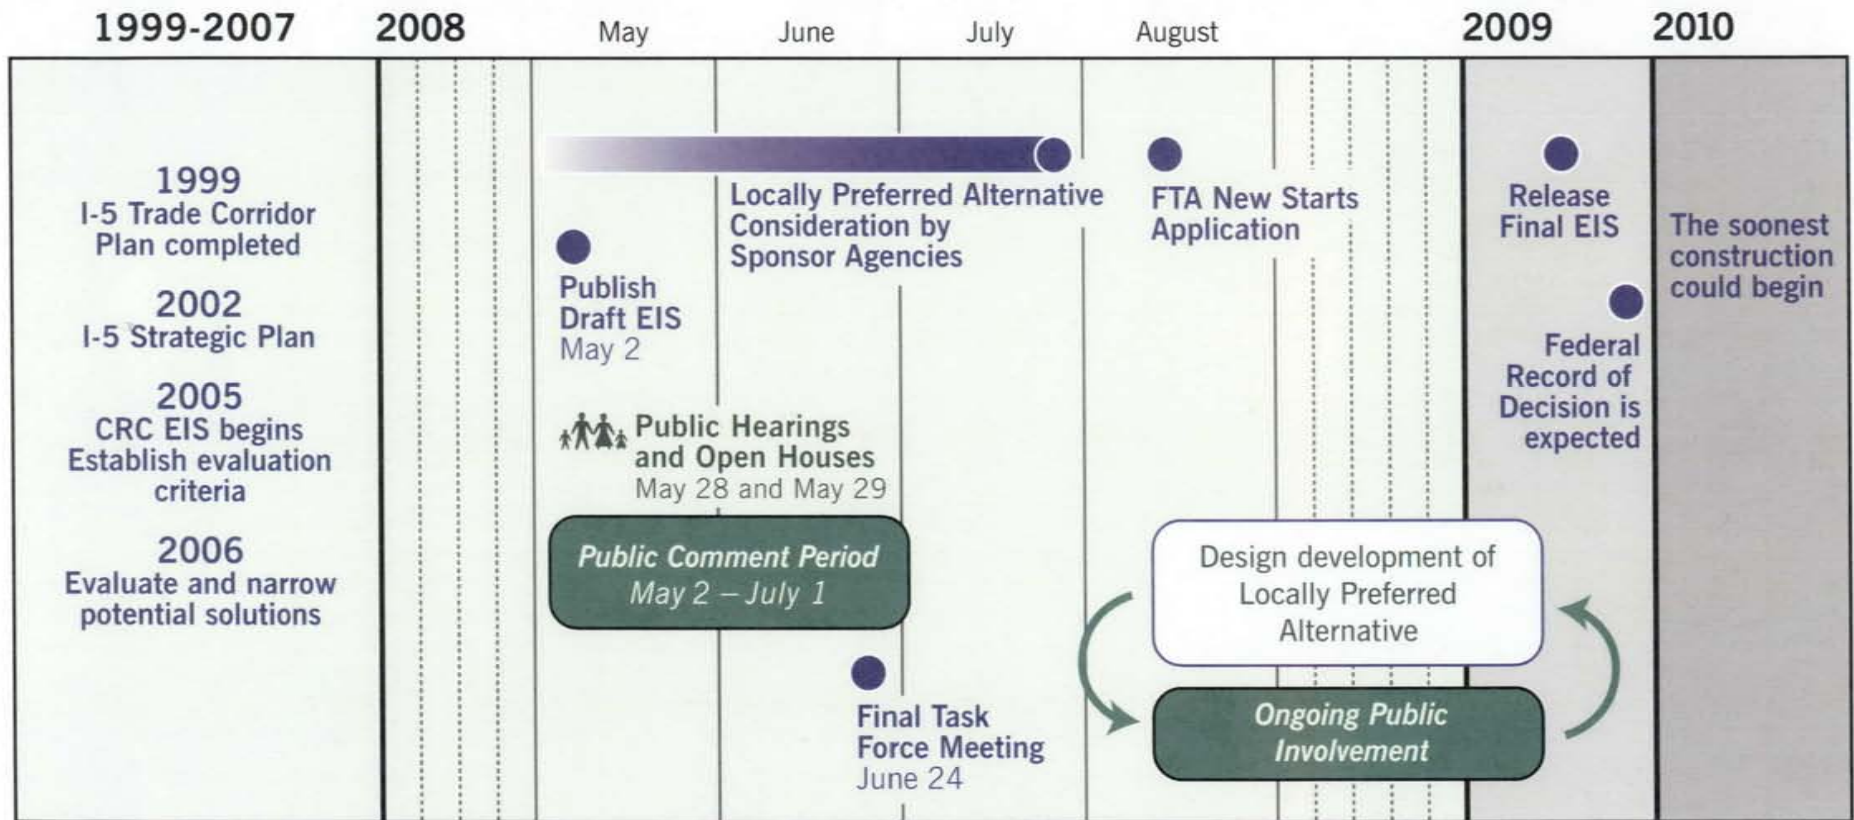 1999-2007 2008 May June July August 2009 2010
1999
I-5 Trade Corridor
Plan completed
2002
I-5 Strategic Plan
2005
CRC EIS begins
Establish evaluation
criteria
2006
Evaluate and narrow
potential solutions
Locally Preferred Alternative
Consideration by
Sponsor Agencies
Publish
Draft EIS
May 2
Public Hearings
and Open Houses
May 28 and May 29
Public Comment Period
May 2 – July 1
Final Task
Force Meeting
June 24
FTA New Starts
Application
Design development of
Locally Preferred
Alternative
Ongoing Public
Involvement
Release
Final EIS
Federal
Record of
Decision is
expected
The soonest
construction
could begin